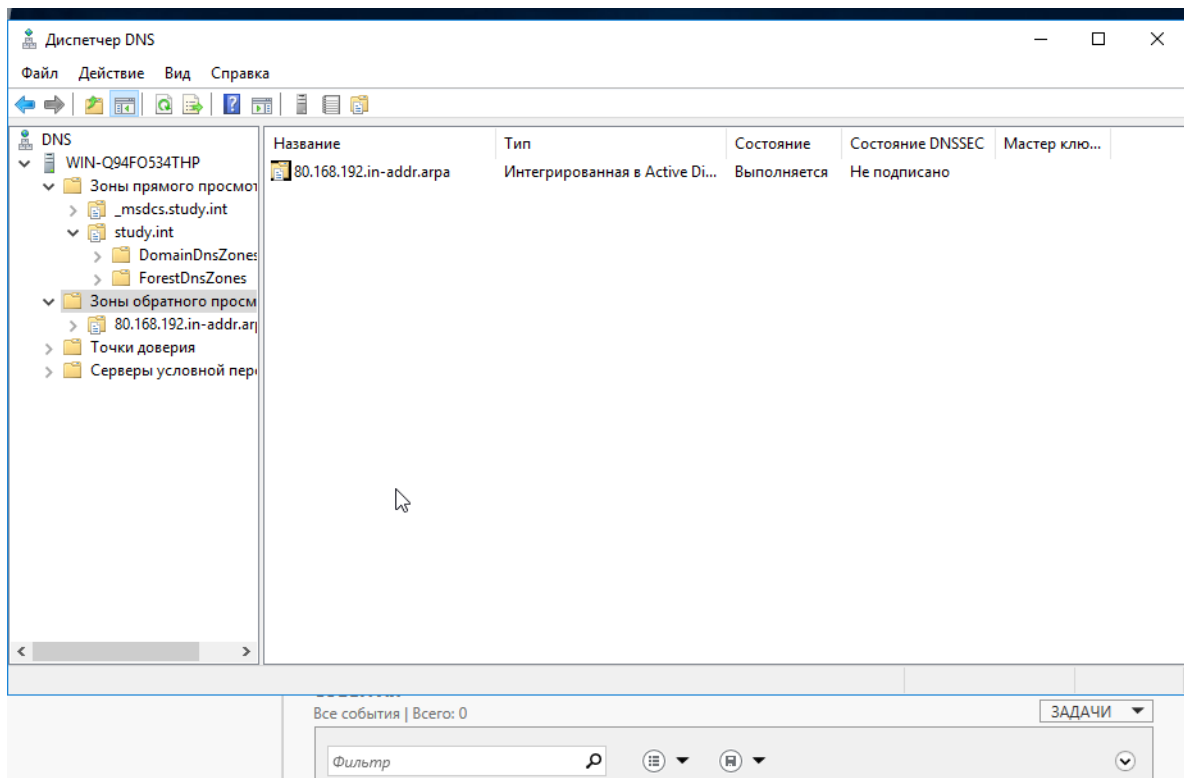 Диспетчер DNS
Файл Действие Вид Справка
DNS
WIN-Q94FO534THP
Зоны прямого просмот
_msdcs.study.int
study.int
DomainDnsZones
ForestDnsZones
Зоны обратного просм
80.168.192.in-addr.arp
Точки доверия
Серверы условной пере
Название Тип Состояние Состояние DNSSEC Мастер клю...
80.168.192.in-addr.arpa Интегрированная в Active Di... Выполняется Не подписано
Все события | Всего: 0
ЗАДАЧИ
Фильтр